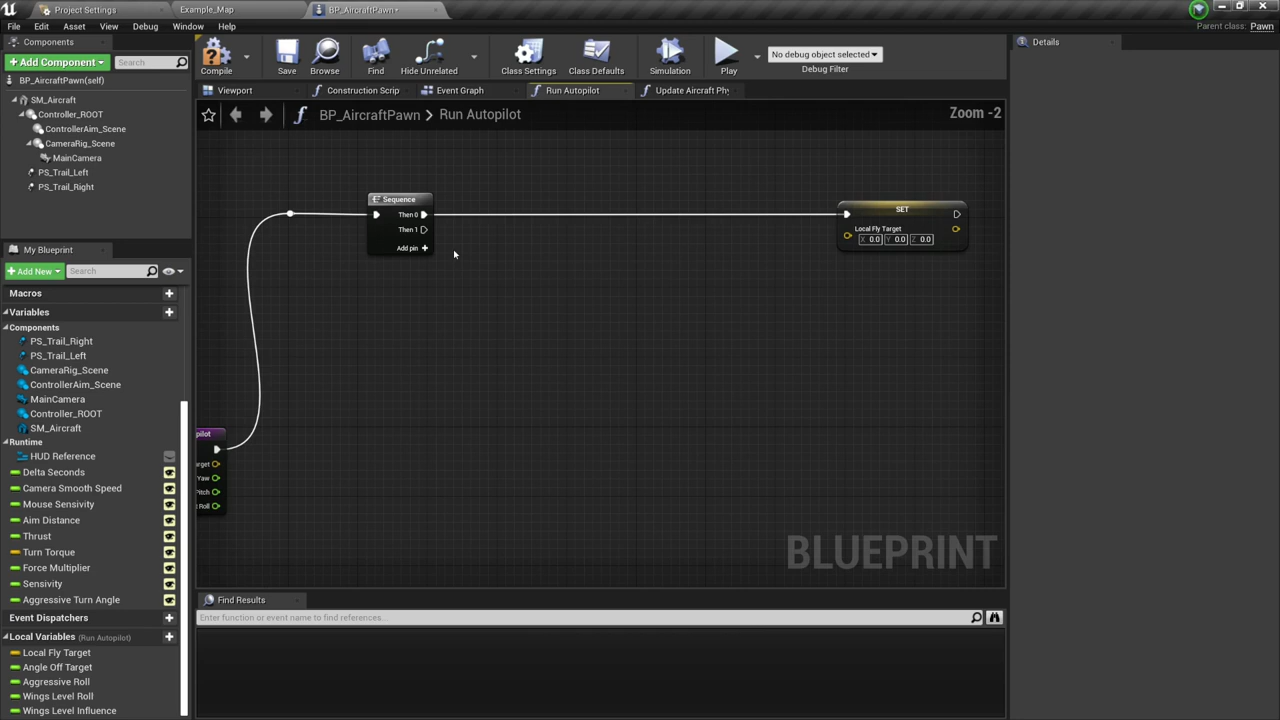 Project Settings
Example_Map
BP_AircraftPawn*
File Edit Asset View Debug Window Help
Parent class: Pawn
Components
Add Component
Search
BP_AircraftPawn(self)
SM_Aircraft
Controller_ROOT
ControllerAim_Scene
CameraRig_Scene
MainCamera
PS_Trail_Left
PS_Trail_Right
My Blueprint
Add New
Search
Macros
Variables
Components
PS_Trail_Right
PS_Trail_Left
CameraRig_Scene
ControllerAim_Scene
MainCamera
Controller_ROOT
SM_Aircraft
Runtime
HUD Reference
Delta Seconds
Camera Smooth Speed
Mouse Sensivity
Aim Distance
Thrust
Turn Torque
Force Multiplier
Sensivity
Aggressive Turn Angle
Event Dispatchers
Local Variables (Run Autopilot)
Local Fly Target
Angle Off Target
Aggressive Roll
Wings Level Roll
Wings Level Influence
Compile
Save
Browse
Find
Hide Unrelated
Class Settings
Class Defaults
Simulation
Play
No debug object selected
Debug Filter
Viewport
Construction Scrip
Event Graph
Run Autopilot
Update Aircraft Phy
BP_AircraftPawn > Run Autopilot
Zoom -2
Sequence
Then 0
Then 1
Add pin
SET
Local Fly Target
X 0.0 Y 0.0 Z 0.0
pilot
arget
Yaw
Pitch
Roll
BLUEPRINT
Find Results
Enter function or event name to find references...
Details